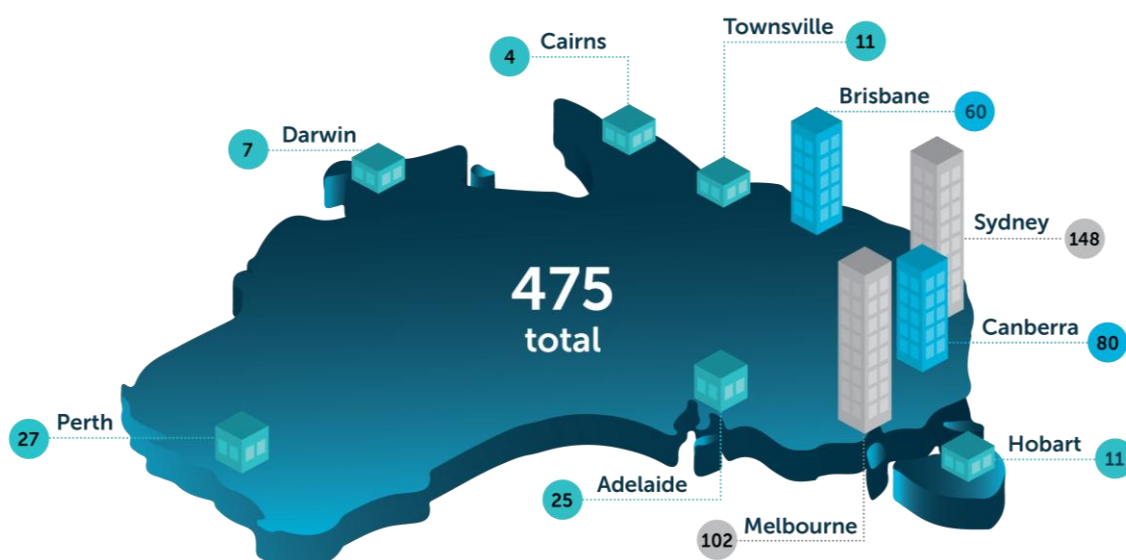 Townsville 11
Cairns 4
Brisbane 60
Darwin 7
Sydney 148
475
total
Canberra 80
Perth 27
Hobart 11
Adelaide 25
Melbourne 102